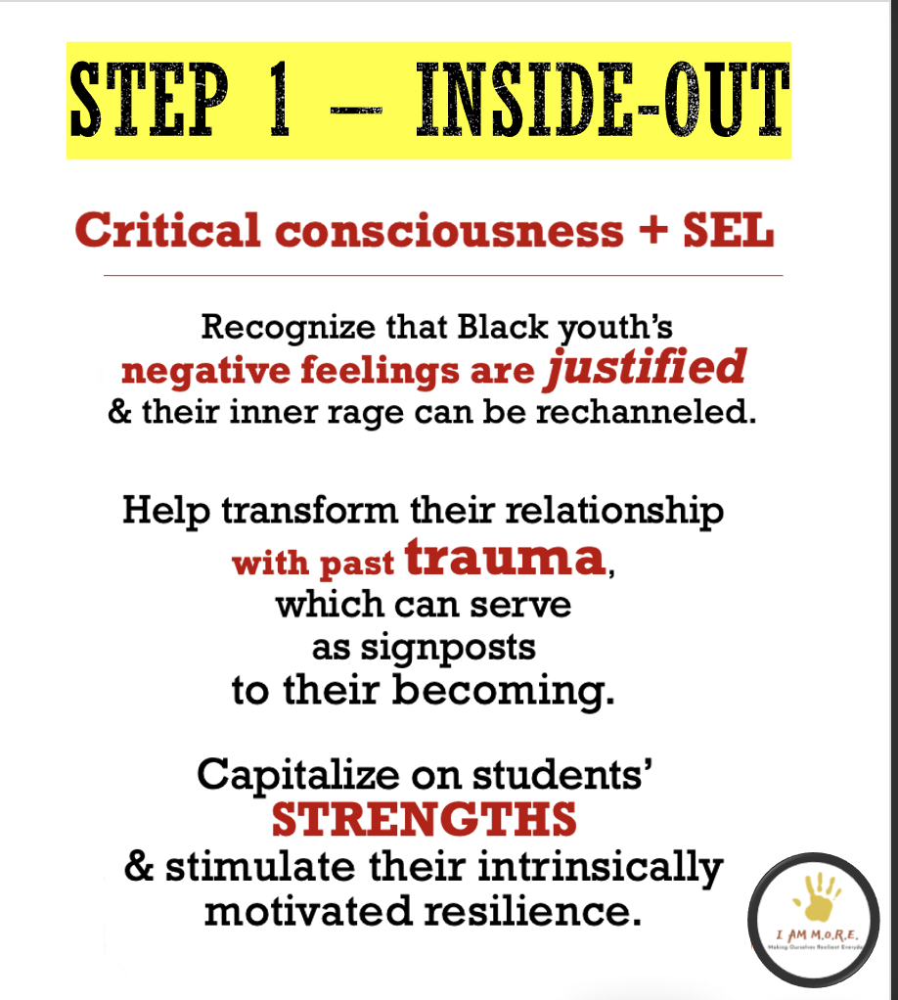 STEP 1 – INSIDE-OUT
Critical consciousness + SEL
Recognize that Black youth's
negative feelings are justified
& their inner rage can be rechanneled.
Help transform their relationship
with past trauma,
which can serve
as signposts
to their becoming.
Capitalize on students'
STRENGTHS
& stimulate their intrinsically
motivated resilience.
I AM M.O.R.E.
Making Ourselves Resilient Everyday